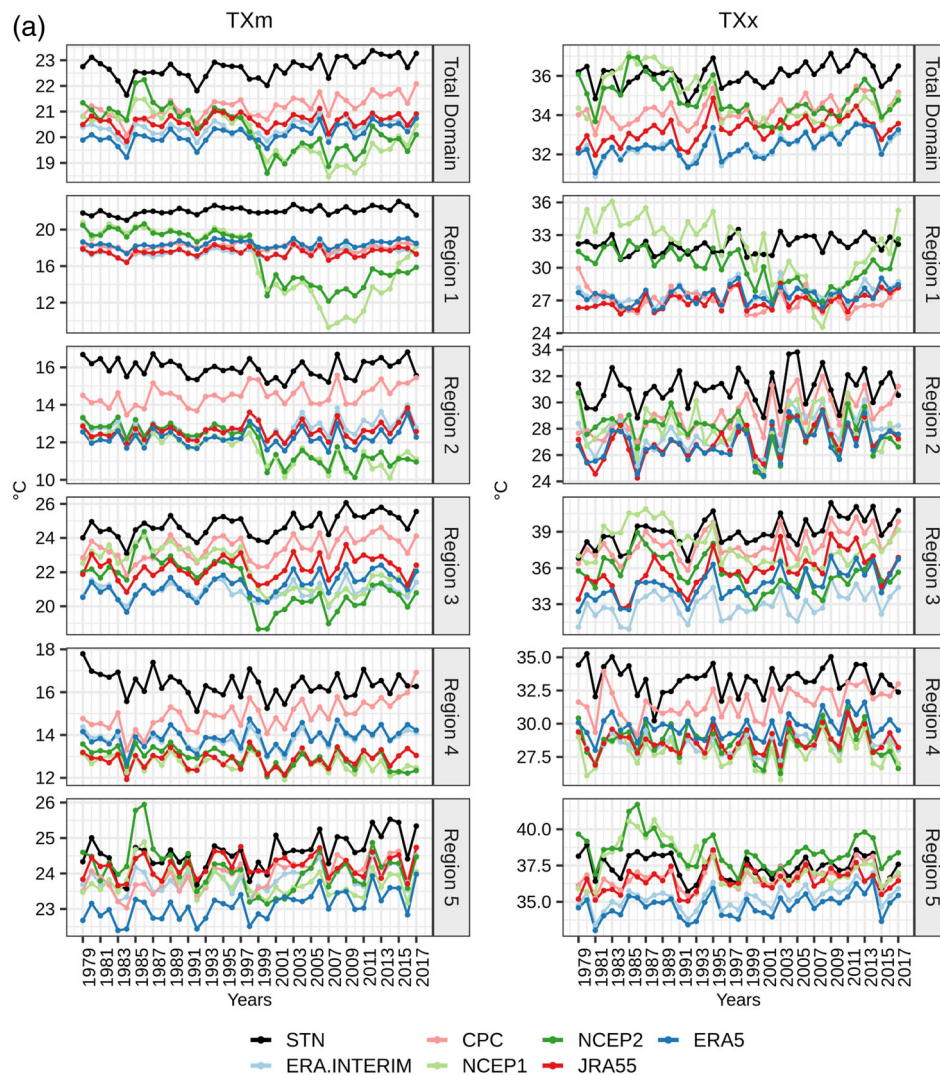 (a)
TXm
TXx
23
22
21
20
19
Total Domain
36
34
32
Total Domain
20
16
12
Region 1
36
33
30
27
24
Region 1
16
14
12
10
Region 2
34
32
30
28
26
24
Region 2
°C
°C
26
24
22
20
Region 3
39
36
33
Region 3
18
16
14
12
Region 4
35.0
32.5
30.0
27.5
Region 4
26
25
24
23
Region 5
40.0
37.5
35.0
Region 5
1979 1981 1983 1985 1987 1989 1991 1993 1995 1997 1999 2001 2003 2005 2007 2009 2011 2013 2015 2017
1979 1981 1983 1985 1987 1989 1991 1993 1995 1997 1999 2001 2003 2005 2007 2009 2011 2013 2015 2017
Years
Years
STN CPC NCEP2 ERA5
ERA.INTERIM NCEP1 JRA55